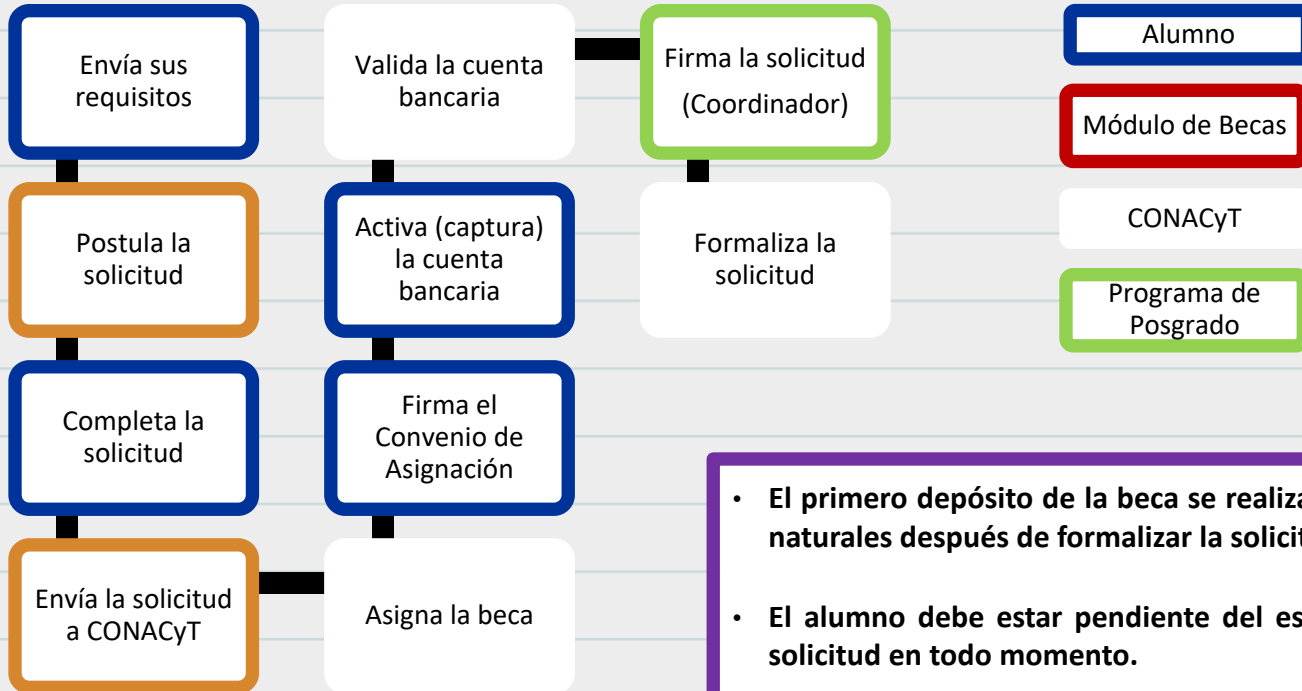 Envía sus
requisitos
Postula la
solicitud
Completa la
solicitud
Envía la solicitud
a CONACyT
Asigna la beca
Firma el
Convenio de
Asignación
Activa (captura)
la cuenta
bancaria
Valida la cuenta
bancaria
Firma la solicitud
(Coordinador)
Formaliza la
solicitud
Alumno
Módulo de Becas
CONACyT
Programa de
Posgrado
• El primero depósito de la beca se realiza
naturales después de formalizar la
• El alumno debe estar pendiente del
solicitud en todo momento.